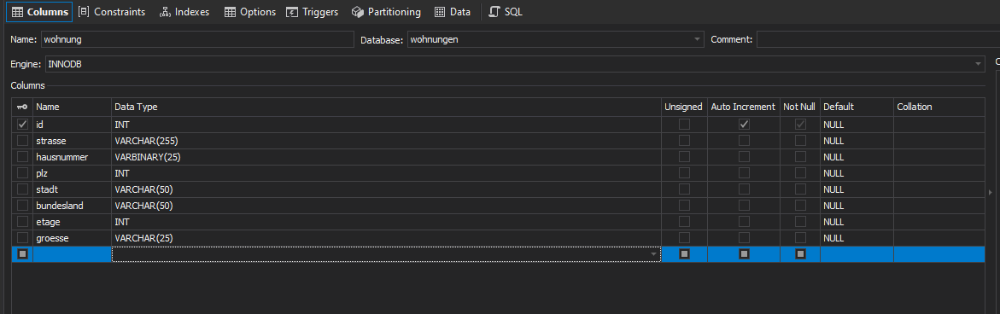 Columns Constraints Indexes Options Triggers Partitioning Data SQL
Name: wohnung Database: wohnungen Comment:
Engine: INNODB
Columns
Name Data Type Unsigned Auto Increment Not Null Default Collation
id INT NULL
strasse VARCHAR(255) NULL
hausnummer VARBINARY(25) NULL
plz INT NULL
stadt VARCHAR(50) NULL
bundesland VARCHAR(50) NULL
etage INT NULL
groesse VARCHAR(25) NULL